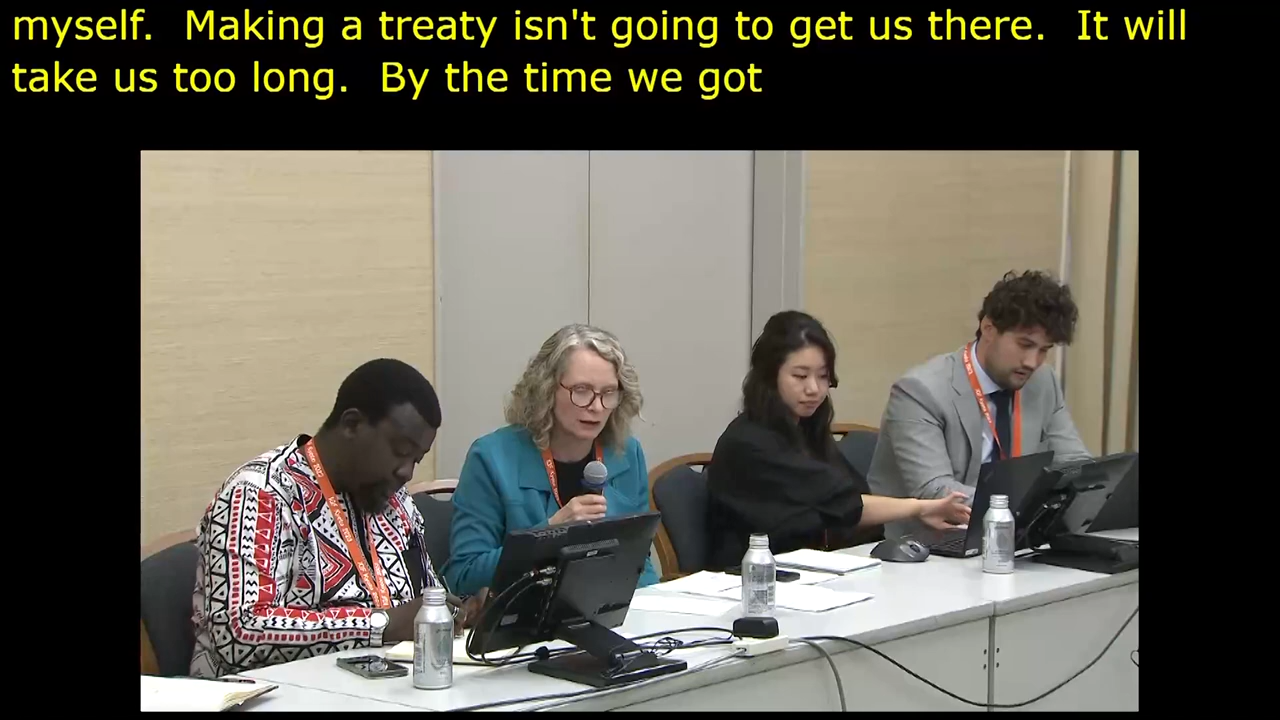 myself.  Making a treaty isn't going to get us there.  It will
take us too long.  By the time we got